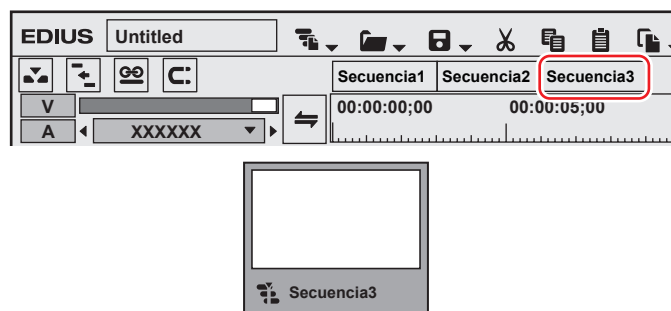 EDIUS Untitled
Secuencia1 Secuencia2 Secuencia3
V 00:00:00;00 00:00:05;00
A XXXXXX
Secuencia3